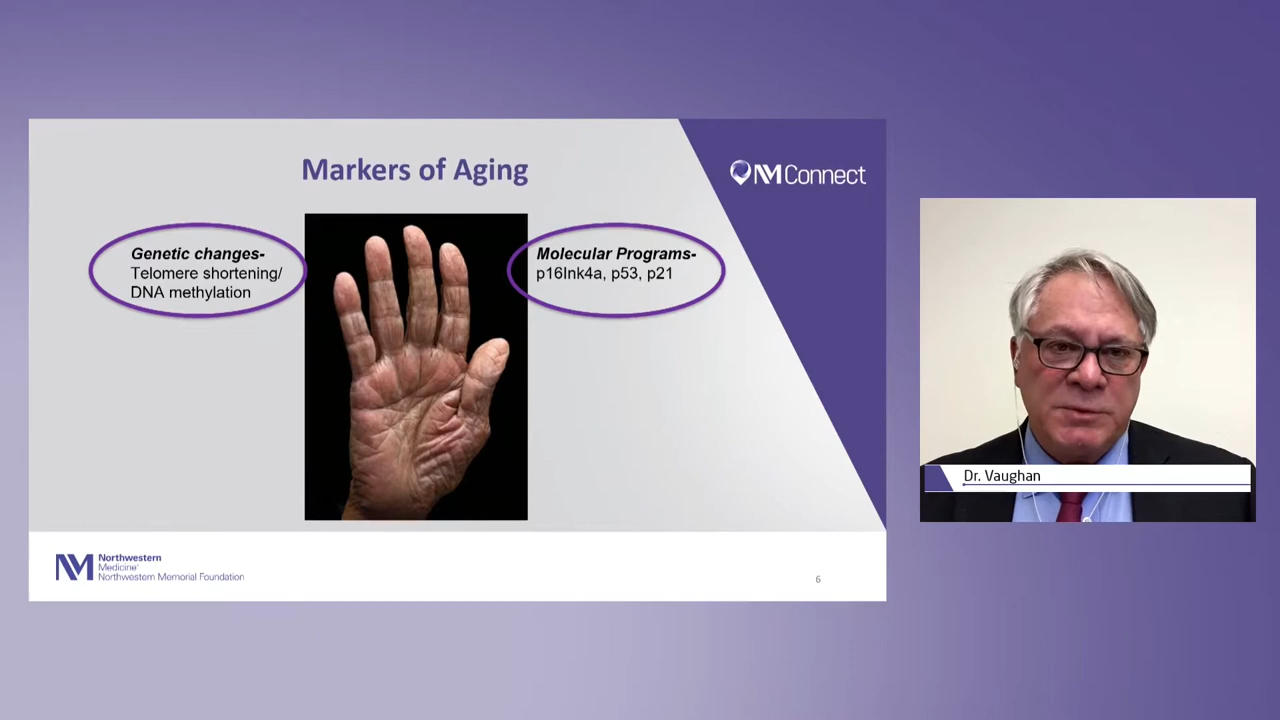 Markers of Aging
NM Connect
Genetic changes-
Telomere shortening/
DNA methylation
Molecular Programs-
p16Ink4a, p53, p21
Dr. Vaughan
NM
Northwestern
Medicine
Northwestern Memorial Foundation
6